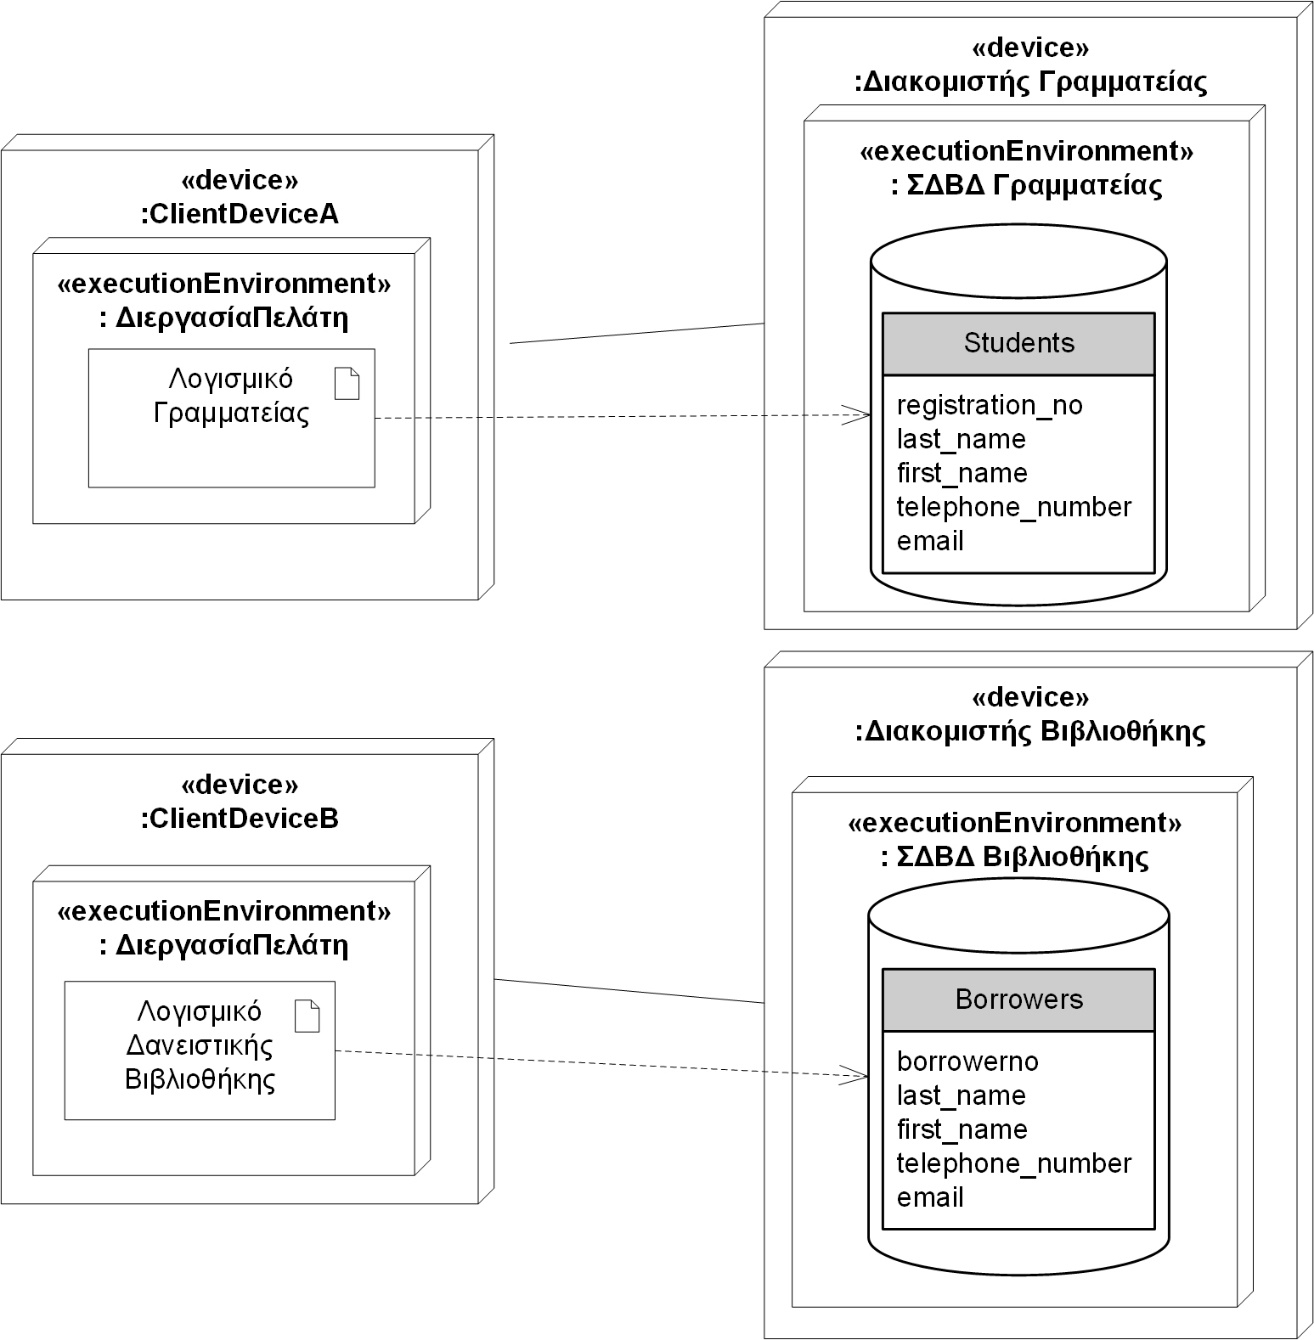 «device»
:ClientDeviceA
«executionEnvironment»
: ΔιεργασίαΠελάτη
Λογισμικό
Γραμματείας
«device»
:Διακομιστής Γραμματείας
«executionEnvironment»
: ΣΔΒΔ Γραμματείας
Students
registration_no
last_name
first_name
telephone_number
email
«device»
:ClientDeviceB
«executionEnvironment»
: ΔιεργασίαΠελάτη
Λογισμικό
Δανειστικής
Βιβλιοθήκης
«device»
:Διακομιστής Βιβλιοθήκης
«executionEnvironment»
: ΣΔΒΔ Βιβλιοθήκης
Borrowers
borrowerno
last_name
first_name
telephone_number
email